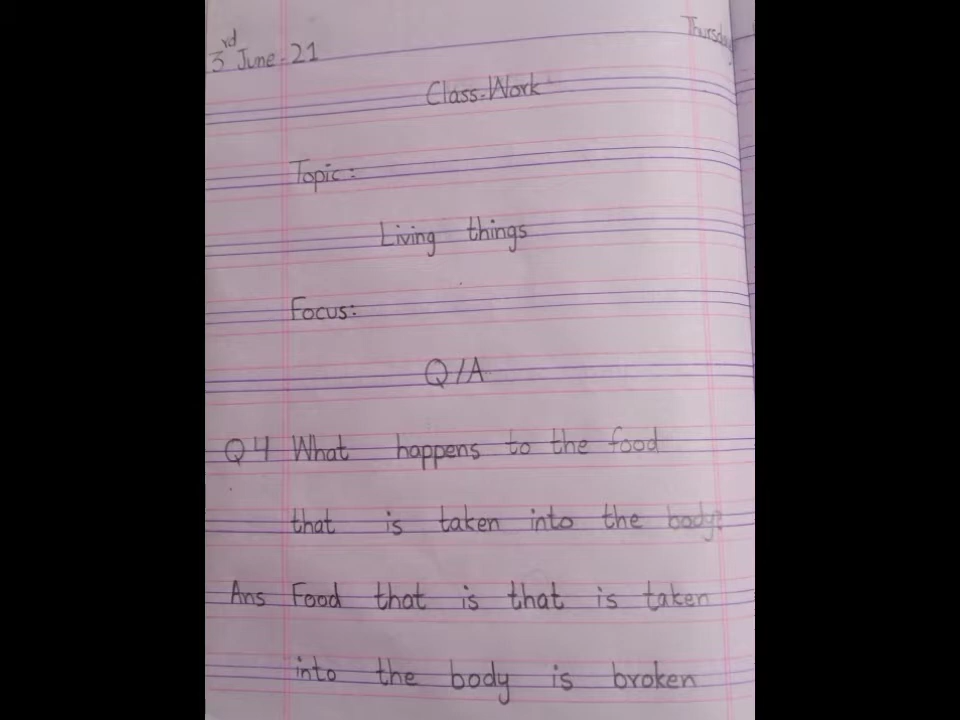 3rd June-21 Thursday
Class-Work
Topic:
Living things
Focus:
Q/A
Q4 What happens to the food
that is taken into the body?
Ans Food that is that is taken
into the body is broken